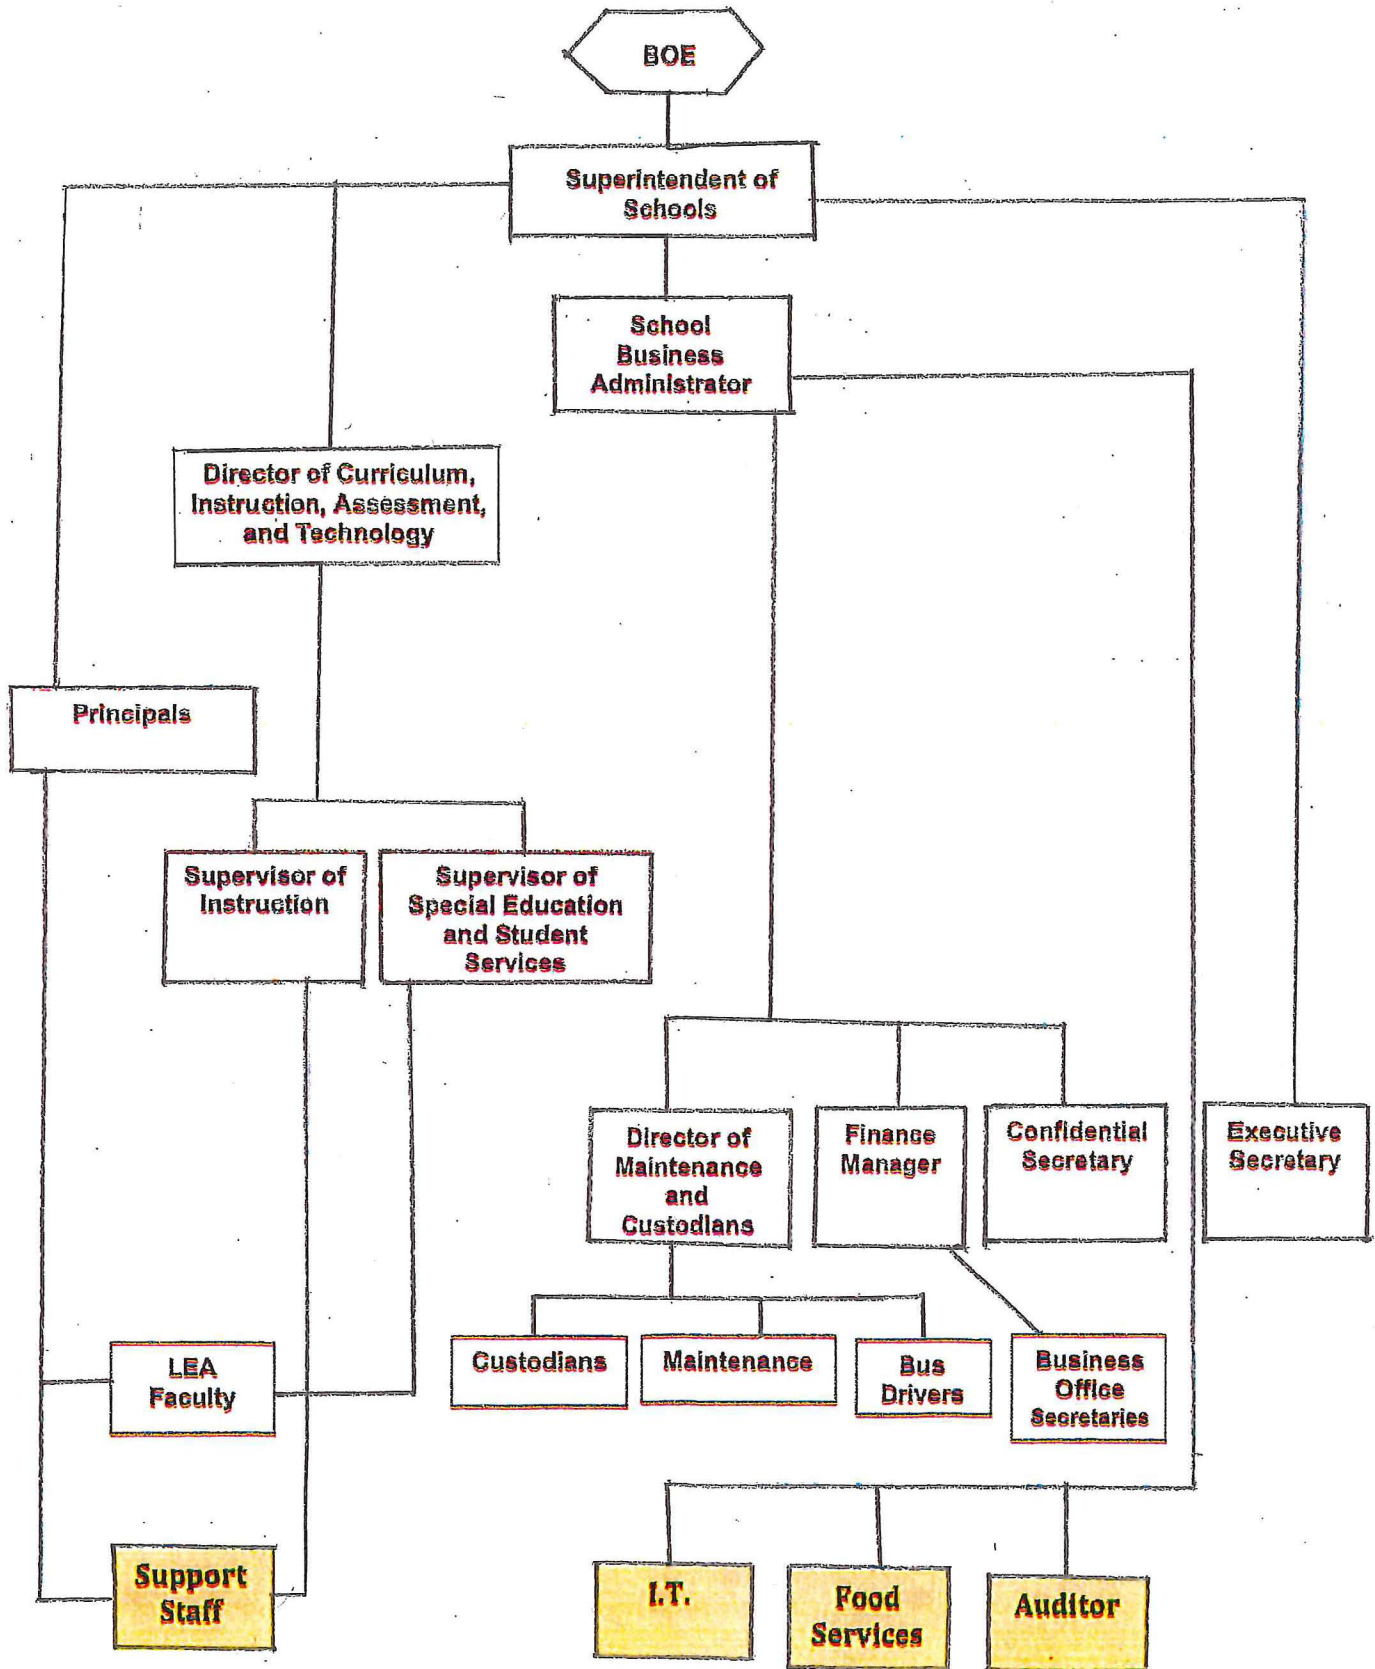 BOE
Superintendent of
Schools
School
Business
Administrator
Director of Curriculum,
Instruction, Assessment,
and Technology
Principals
Supervisor of
Instruction
Supervisor of
Special Education
and Student
Services
Director of
Maintenance
and
Custodians
Finance
Manager
Confidential
Secretary
Executive
Secretary
LEA
Faculty
Custodians
Maintenance
Bus
Drivers
Business
Office
Secretaries
Support
Staff
I.T.
Food
Services
Auditor